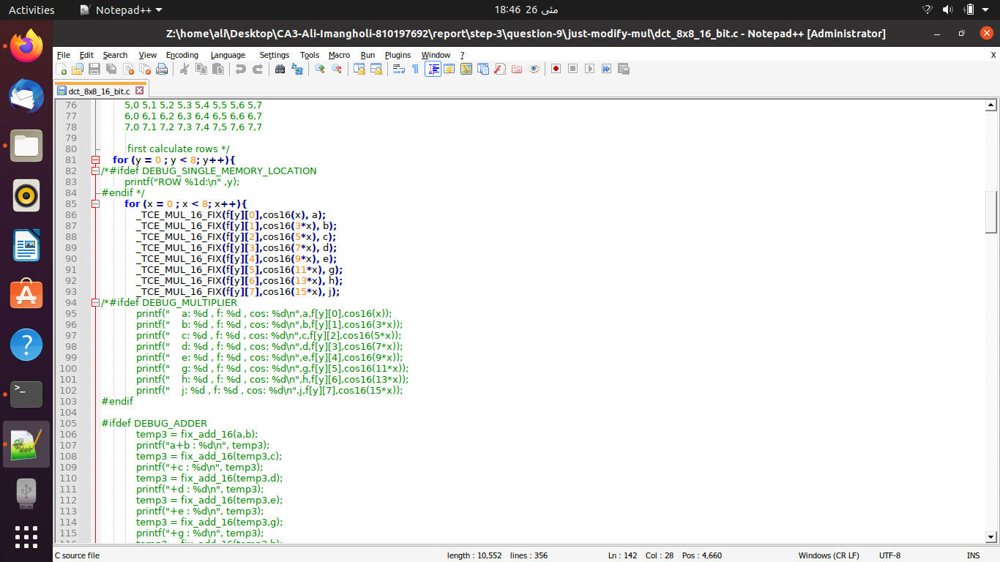 Activities
Notepad++
18:46 26 مئی
Z:\home\ali\Desktop\CA3-Ali-Imangholi-810197692\report\step-3\question-9\just-modify-mul\dct_8x8_16_bit.c - Notepad++ [Administrator]
File Edit Search View Encoding Language Settings Tools Macro Run Plugins Window ? X
dct_8x8_16_bit.c
76 5,0 5,1 5,2 5,3 5,4 5,5 5,6 5,7
77 6,0 6,1 6,2 6,3 6,4 6,5 6,6 6,7
78 7,0 7,1 7,2 7,3 7,4 7,5 7,6 7,7
79
80 first calculate rows */
81 for (y = 0 ; y < 8; y++){
82 /*#ifdef DEBUG_SINGLE_MEMORY_LOCATION
83 printf("ROW %1d:\n" ,y);
84 #endif */
85 for (x = 0 ; x < 8; x++){
86 _TCE_MUL_16_FIX(f[y][0],cos16(x), a);
87 _TCE_MUL_16_FIX(f[y][1],cos16(3*x), b);
88 _TCE_MUL_16_FIX(f[y][2],cos16(5*x), c);
89 _TCE_MUL_16_FIX(f[y][3],cos16(7*x), d);
90 _TCE_MUL_16_FIX(f[y][4],cos16(9*x), e);
91 _TCE_MUL_16_FIX(f[y][5],cos16(11*x), g);
92 _TCE_MUL_16_FIX(f[y][6],cos16(13*x), h);
93 _TCE_MUL_16_FIX(f[y][7],cos16(15*x), j);
94 /*#ifdef DEBUG_MULTIPLIER
95 printf("    a: %d , f: %d , cos: %d\n",a,f[y][0],cos16(x));
96 printf("    b: %d , f: %d , cos: %d\n",b,f[y][1],cos16(3*x));
97 printf("    c: %d , f: %d , cos: %d\n",c,f[y][2],cos16(5*x));
98 printf("    d: %d , f: %d , cos: %d\n",d,f[y][3],cos16(7*x));
99 printf("    e: %d , f: %d , cos: %d\n",e,f[y][4],cos16(9*x));
100 printf("    g: %d , f: %d , cos: %d\n",g,f[y][5],cos16(11*x));
101 printf("    h: %d , f: %d , cos: %d\n",h,f[y][6],cos16(13*x));
102 printf("    j: %d , f: %d , cos: %d\n",j,f[y][7],cos16(15*x));
103 #endif
104
105 #ifdef DEBUG_ADDER
106 temp3 = fix_add_16(a,b);
107 printf("a+b : %d\n", temp3);
108 temp3 = fix_add_16(temp3,c);
109 printf("+c : %d\n", temp3);
110 temp3 = fix_add_16(temp3,d);
111 printf("+d : %d\n", temp3);
112 temp3 = fix_add_16(temp3,e);
113 printf("+e : %d\n", temp3);
114 temp3 = fix_add_16(temp3,g);
115 printf("+g : %d\n", temp3);
C source file length : 10,552 lines : 356 Ln : 142 Col : 28 Pos : 4,660 Windows (CR LF) UTF-8 INS